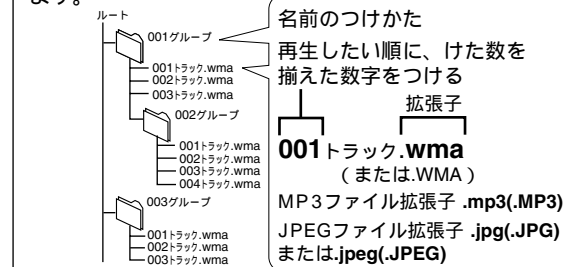 ます。
ルート
001グループ
001トラック.wma
002トラック.wma
003トラック.wma
002グループ
001トラック.wma
002トラック.wma
003トラック.wma
004トラック.wma
003グループ
001トラック.wma
002トラック.wma
003トラック.wma
名前のつけかた
再生したい順に、けた数を
揃えた数字をつける
拡張子
001トラック.wma
（または.WMA）
MP3ファイル拡張子 .mp3(.MP3)
JPEGファイル拡張子 .jpg(.JPG)
または.jpeg(.JPEG)